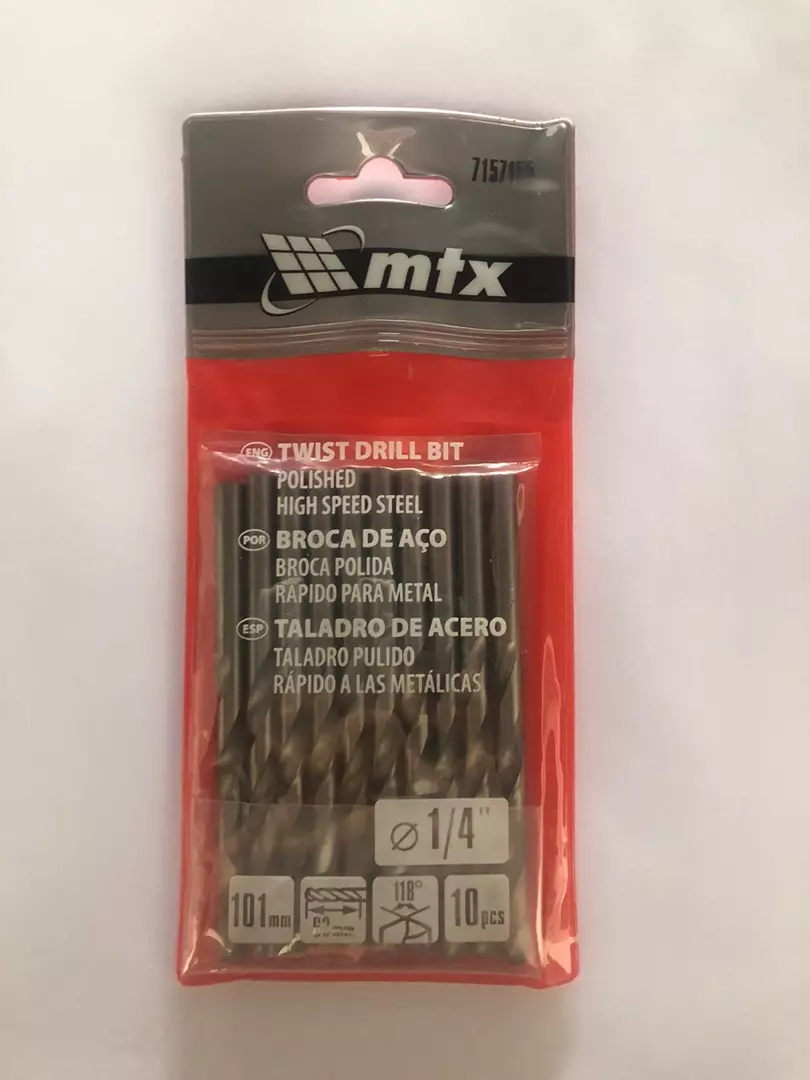 mtx
ENG TWIST DRILL BIT
POLISHED
HIGH SPEED STEEL
POR BROCA DE AÇO
BROCA POLIDA
RÁPIDO PARA METAL
ESP TALADRO DE ACERO
TALADRO PULIDO
RÁPIDO A LAS METÁLICAS
⌀ 1/4"
101mm
118°
10pcs